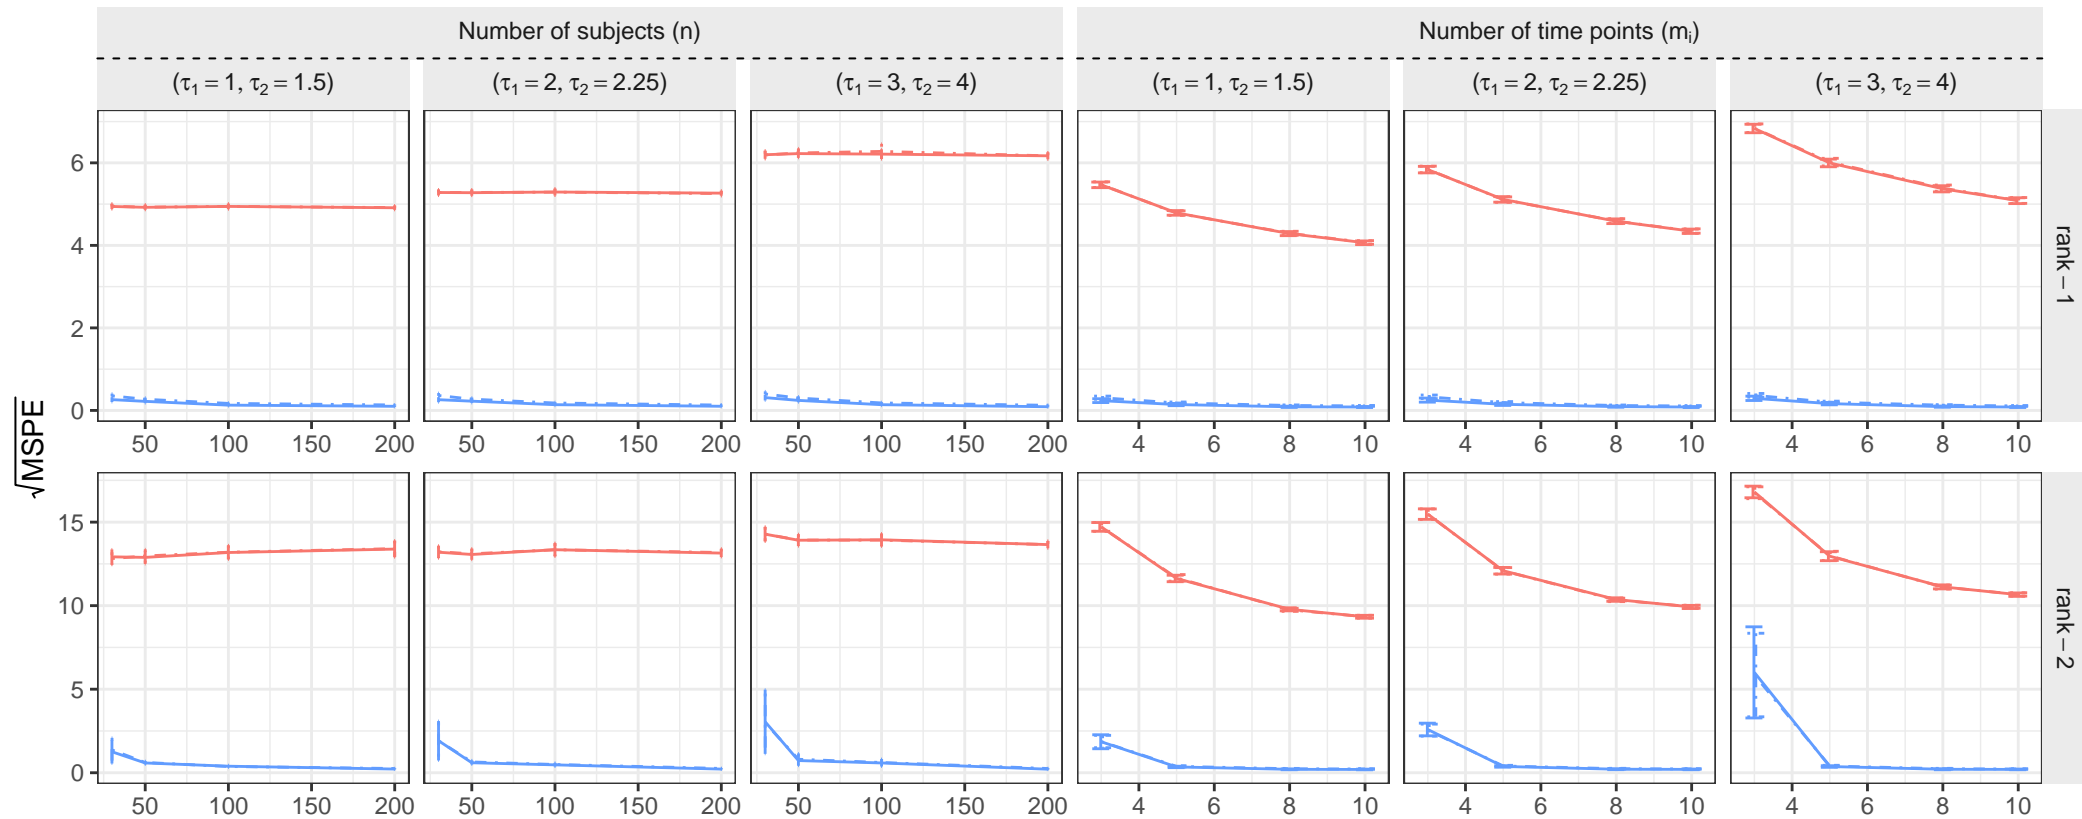 Number of subjects (n) Number of time points (mᵢ)
(τ₁ = 1, τ₂ = 1.5) (τ₁ = 2, τ₂ = 2.25) (τ₁ = 3, τ₂ = 4) (τ₁ = 1, τ₂ = 1.5) (τ₁ = 2, τ₂ = 2.25) (τ₁ = 3, τ₂ = 4)
6
4
2
0
rank − 1
50 100 150 200 50 100 150 200 50 100 150 200 4 6 8 10 4 6 8 10 4 6 8 10
√MSPE
15
10
5
0
rank − 2
50 100 150 200 50 100 150 200 50 100 150 200 4 6 8 10 4 6 8 10 4 6 8 10